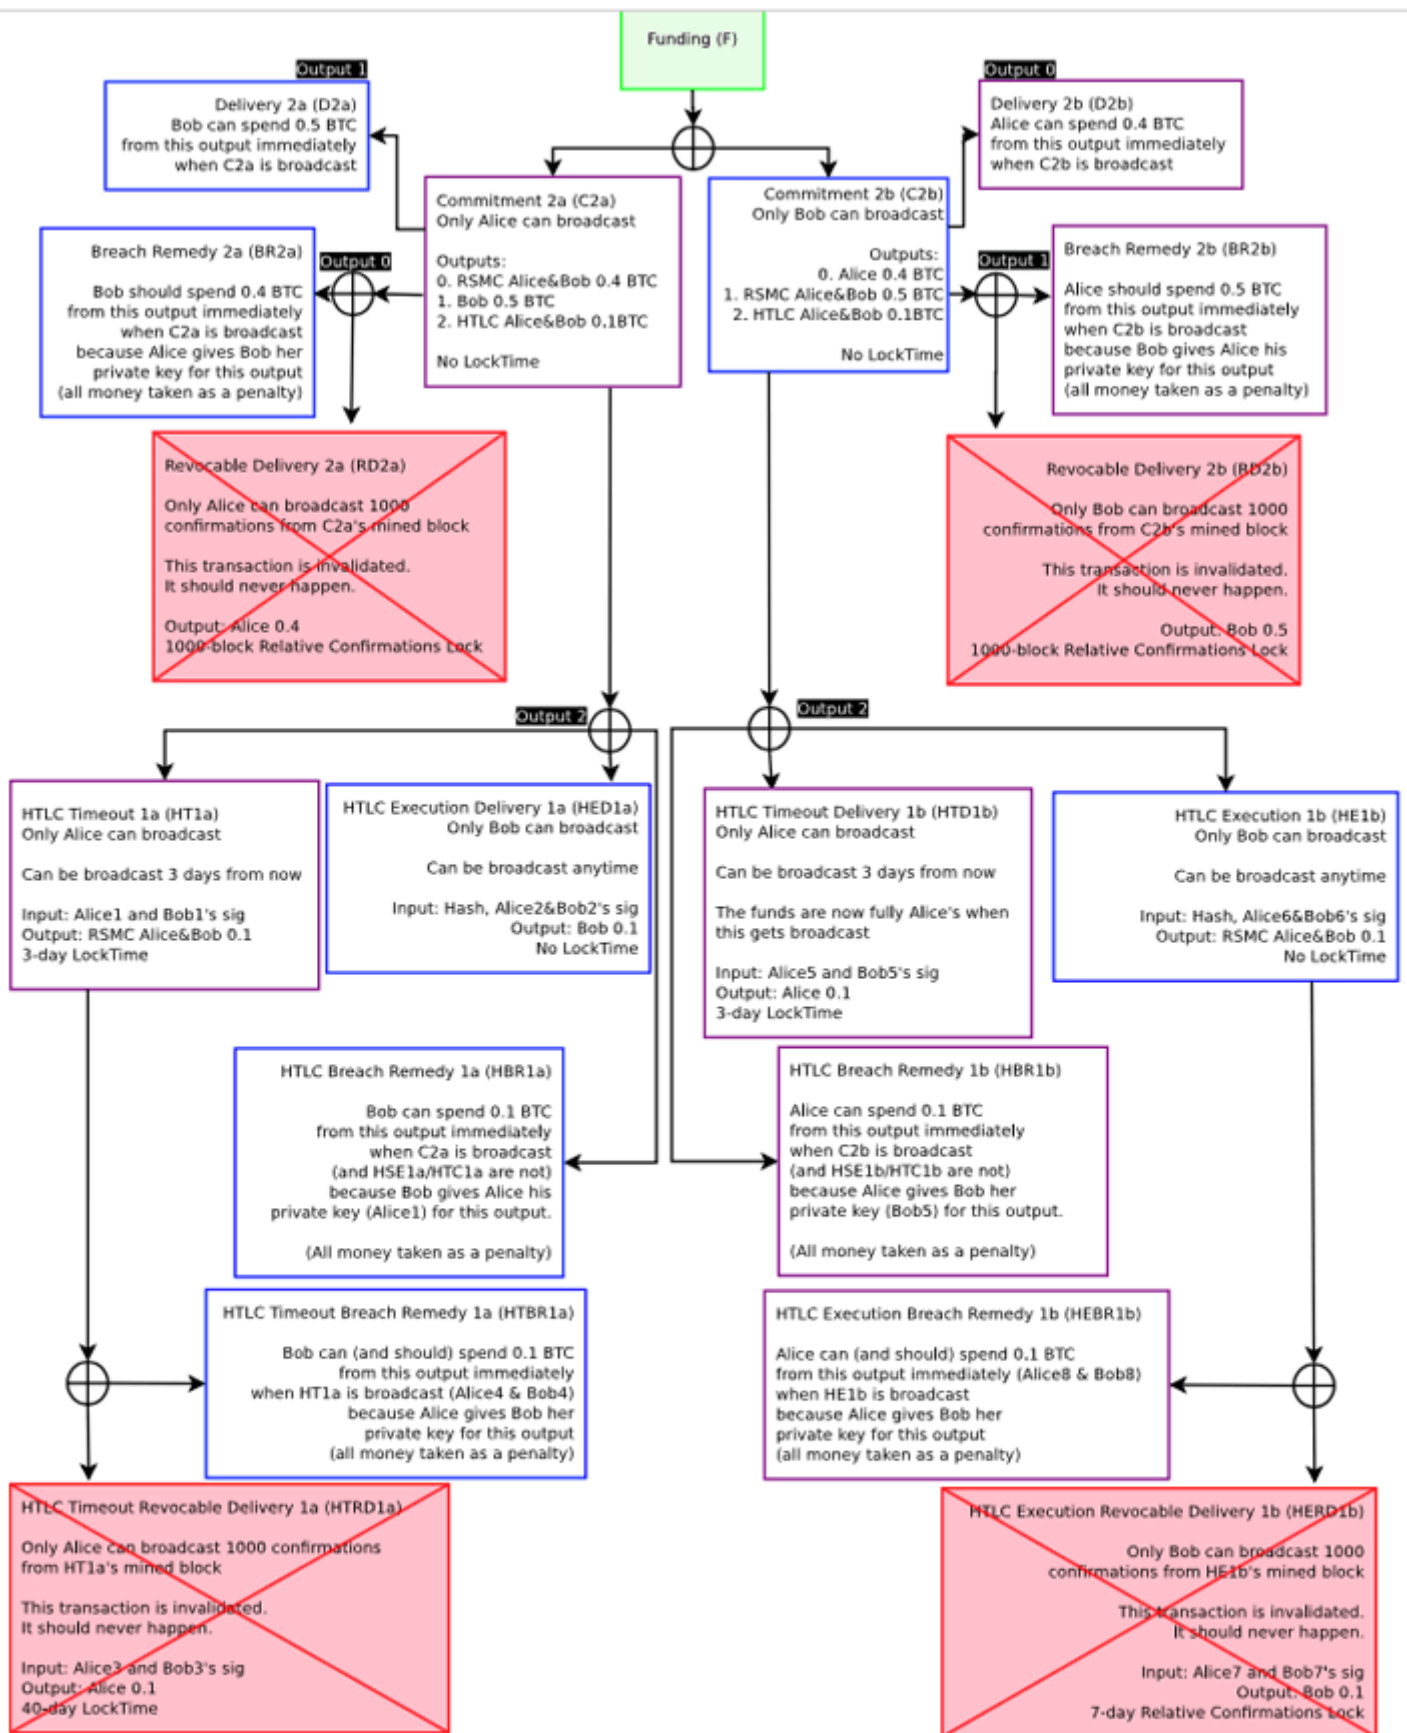 Funding (F)
Output 1
Delivery 2a (D2a)
Bob can spend 0.5 BTC
from this output immediately
when C2a is broadcast
Output 0
Delivery 2b (D2b)
Alice can spend 0.4 BTC
from this output immediately
when C2b is broadcast
Commitment 2a (C2a)
Only Alice can broadcast
Outputs:
0. RSMC Alice&Bob 0.4 BTC
1. Bob 0.5 BTC
2. HTLC Alice&Bob 0.1BTC
No LockTime
Commitment 2b (C2b)
Only Bob can broadcast
Outputs:
0. Alice 0.4 BTC
1. RSMC Alice&Bob 0.5 BTC
2. HTLC Alice&Bob 0.1BTC
No LockTime
Breach Remedy 2a (BR2a)
Bob should spend 0.4 BTC
from this output immediately
when C2a is broadcast
because Alice gives Bob her
private key for this output
(all money taken as a penalty)
Output 0
Output 1
Breach Remedy 2b (BR2b)
Alice should spend 0.5 BTC
from this output immediately
when C2b is broadcast
because Bob gives Alice his
private key for this output
(all money taken as a penalty)
Revocable Delivery 2a (RD2a)
Only Alice can broadcast 1000
confirmations from C2a's mined block
This transaction is invalidated.
It should never happen.
Output: Alice 0.4
1000-block Relative Confirmations Lock
Revocable Delivery 2b (RD2b)
Only Bob can broadcast 1000
confirmations from C2b's mined block
This transaction is invalidated.
It should never happen.
Output: Bob 0.5
1000-block Relative Confirmations Lock
Output 2
Output 2
HTLC Timeout 1a (HT1a)
Only Alice can broadcast
Can be broadcast 3 days from now
Input: Alice1 and Bob1's sig
Output: RSMC Alice&Bob 0.1
3-day LockTime
HTLC Execution Delivery 1a (HED1a)
Only Bob can broadcast
Can be broadcast anytime
Input: Hash, Alice2&Bob2's sig
Output: Bob 0.1
No LockTime
HTLC Timeout Delivery 1b (HTD1b)
Only Alice can broadcast
Can be broadcast 3 days from now
The funds are now fully Alice's when
this gets broadcast
Input: Alice5 and Bob5's sig
Output: Alice 0.1
3-day LockTime
HTLC Execution 1b (HE1b)
Only Bob can broadcast
Can be broadcast anytime
Input: Hash, Alice6&Bob6's sig
Output: RSMC Alice&Bob 0.1
No LockTime
HTLC Breach Remedy 1a (HBR1a)
Bob can spend 0.1 BTC
from this output immediately
when C2a is broadcast
(and HSE1a/HTC1a are not)
because Bob gives Alice his
private key (Alice1) for this output.
(All money taken as a penalty)
HTLC Breach Remedy 1b (HBR1b)
Alice can spend 0.1 BTC
from this output immediately
when C2b is broadcast
(and HSE1b/HTC1b are not)
because Alice gives Bob her
private key (Bob5) for this output.
(All money taken as a penalty)
HTLC Timeout Breach Remedy 1a (HTBR1a)
Bob can (and should) spend 0.1 BTC
from this output immediately
when HT1a is broadcast (Alice4 & Bob4)
because Alice gives Bob her
private key for this output
(all money taken as a penalty)
HTLC Execution Breach Remedy 1b (HEBR1b)
Alice can (and should) spend 0.1 BTC
from this output immediately (Alice8 & Bob8)
when HE1b is broadcast
because Alice gives Bob her
private key for this output
(all money taken as a penalty)
HTLC Timeout Revocable Delivery 1a (HTRD1a)
Only Alice can broadcast 1000 confirmations
from HT1a's mined block
This transaction is invalidated.
It should never happen.
Input: Alice3 and Bob3's sig
Output: Alice 0.1
40-day LockTime
HTLC Execution Revocable Delivery 1b (HERD1b)
Only Bob can broadcast 1000
confirmations from HE1b's mined block
This transaction is invalidated.
It should never happen.
Input: Alice7 and Bob7's sig
Output: Bob 0.1
7-day Relative Confirmations Lock